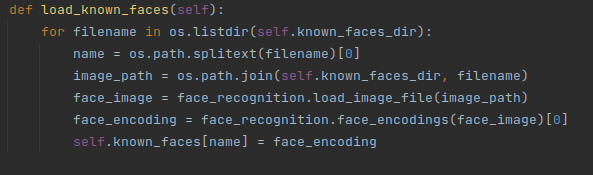 def load_known_faces(self):
    for filename in os.listdir(self.known_faces_dir):
        name = os.path.splitext(filename)[0]
        image_path = os.path.join(self.known_faces_dir, filename)
        face_image = face_recognition.load_image_file(image_path)
        face_encoding = face_recognition.face_encodings(face_image)[0]
        self.known_faces[name] = face_encoding